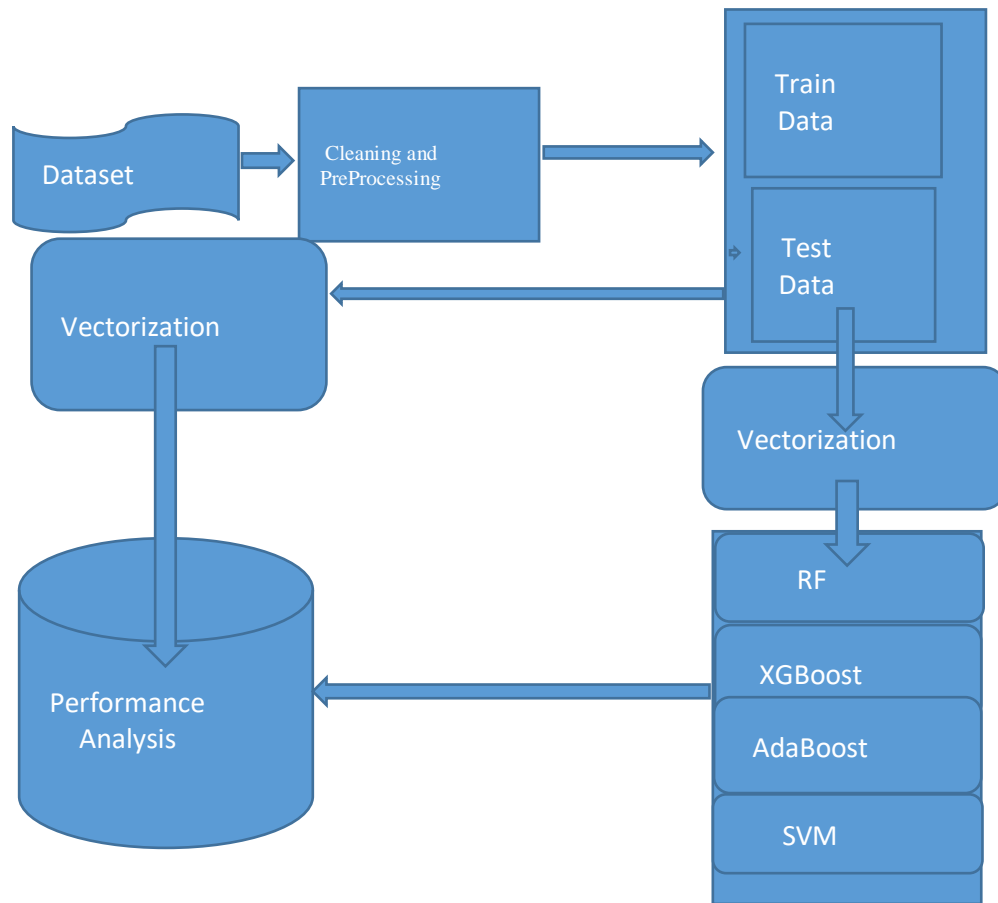 Dataset
Cleaning and
PreProcessing
Train
Data
Test
Data
Vectorization
Vectorization
RF
XGBoost
AdaBoost
SVM
Performance
Analysis